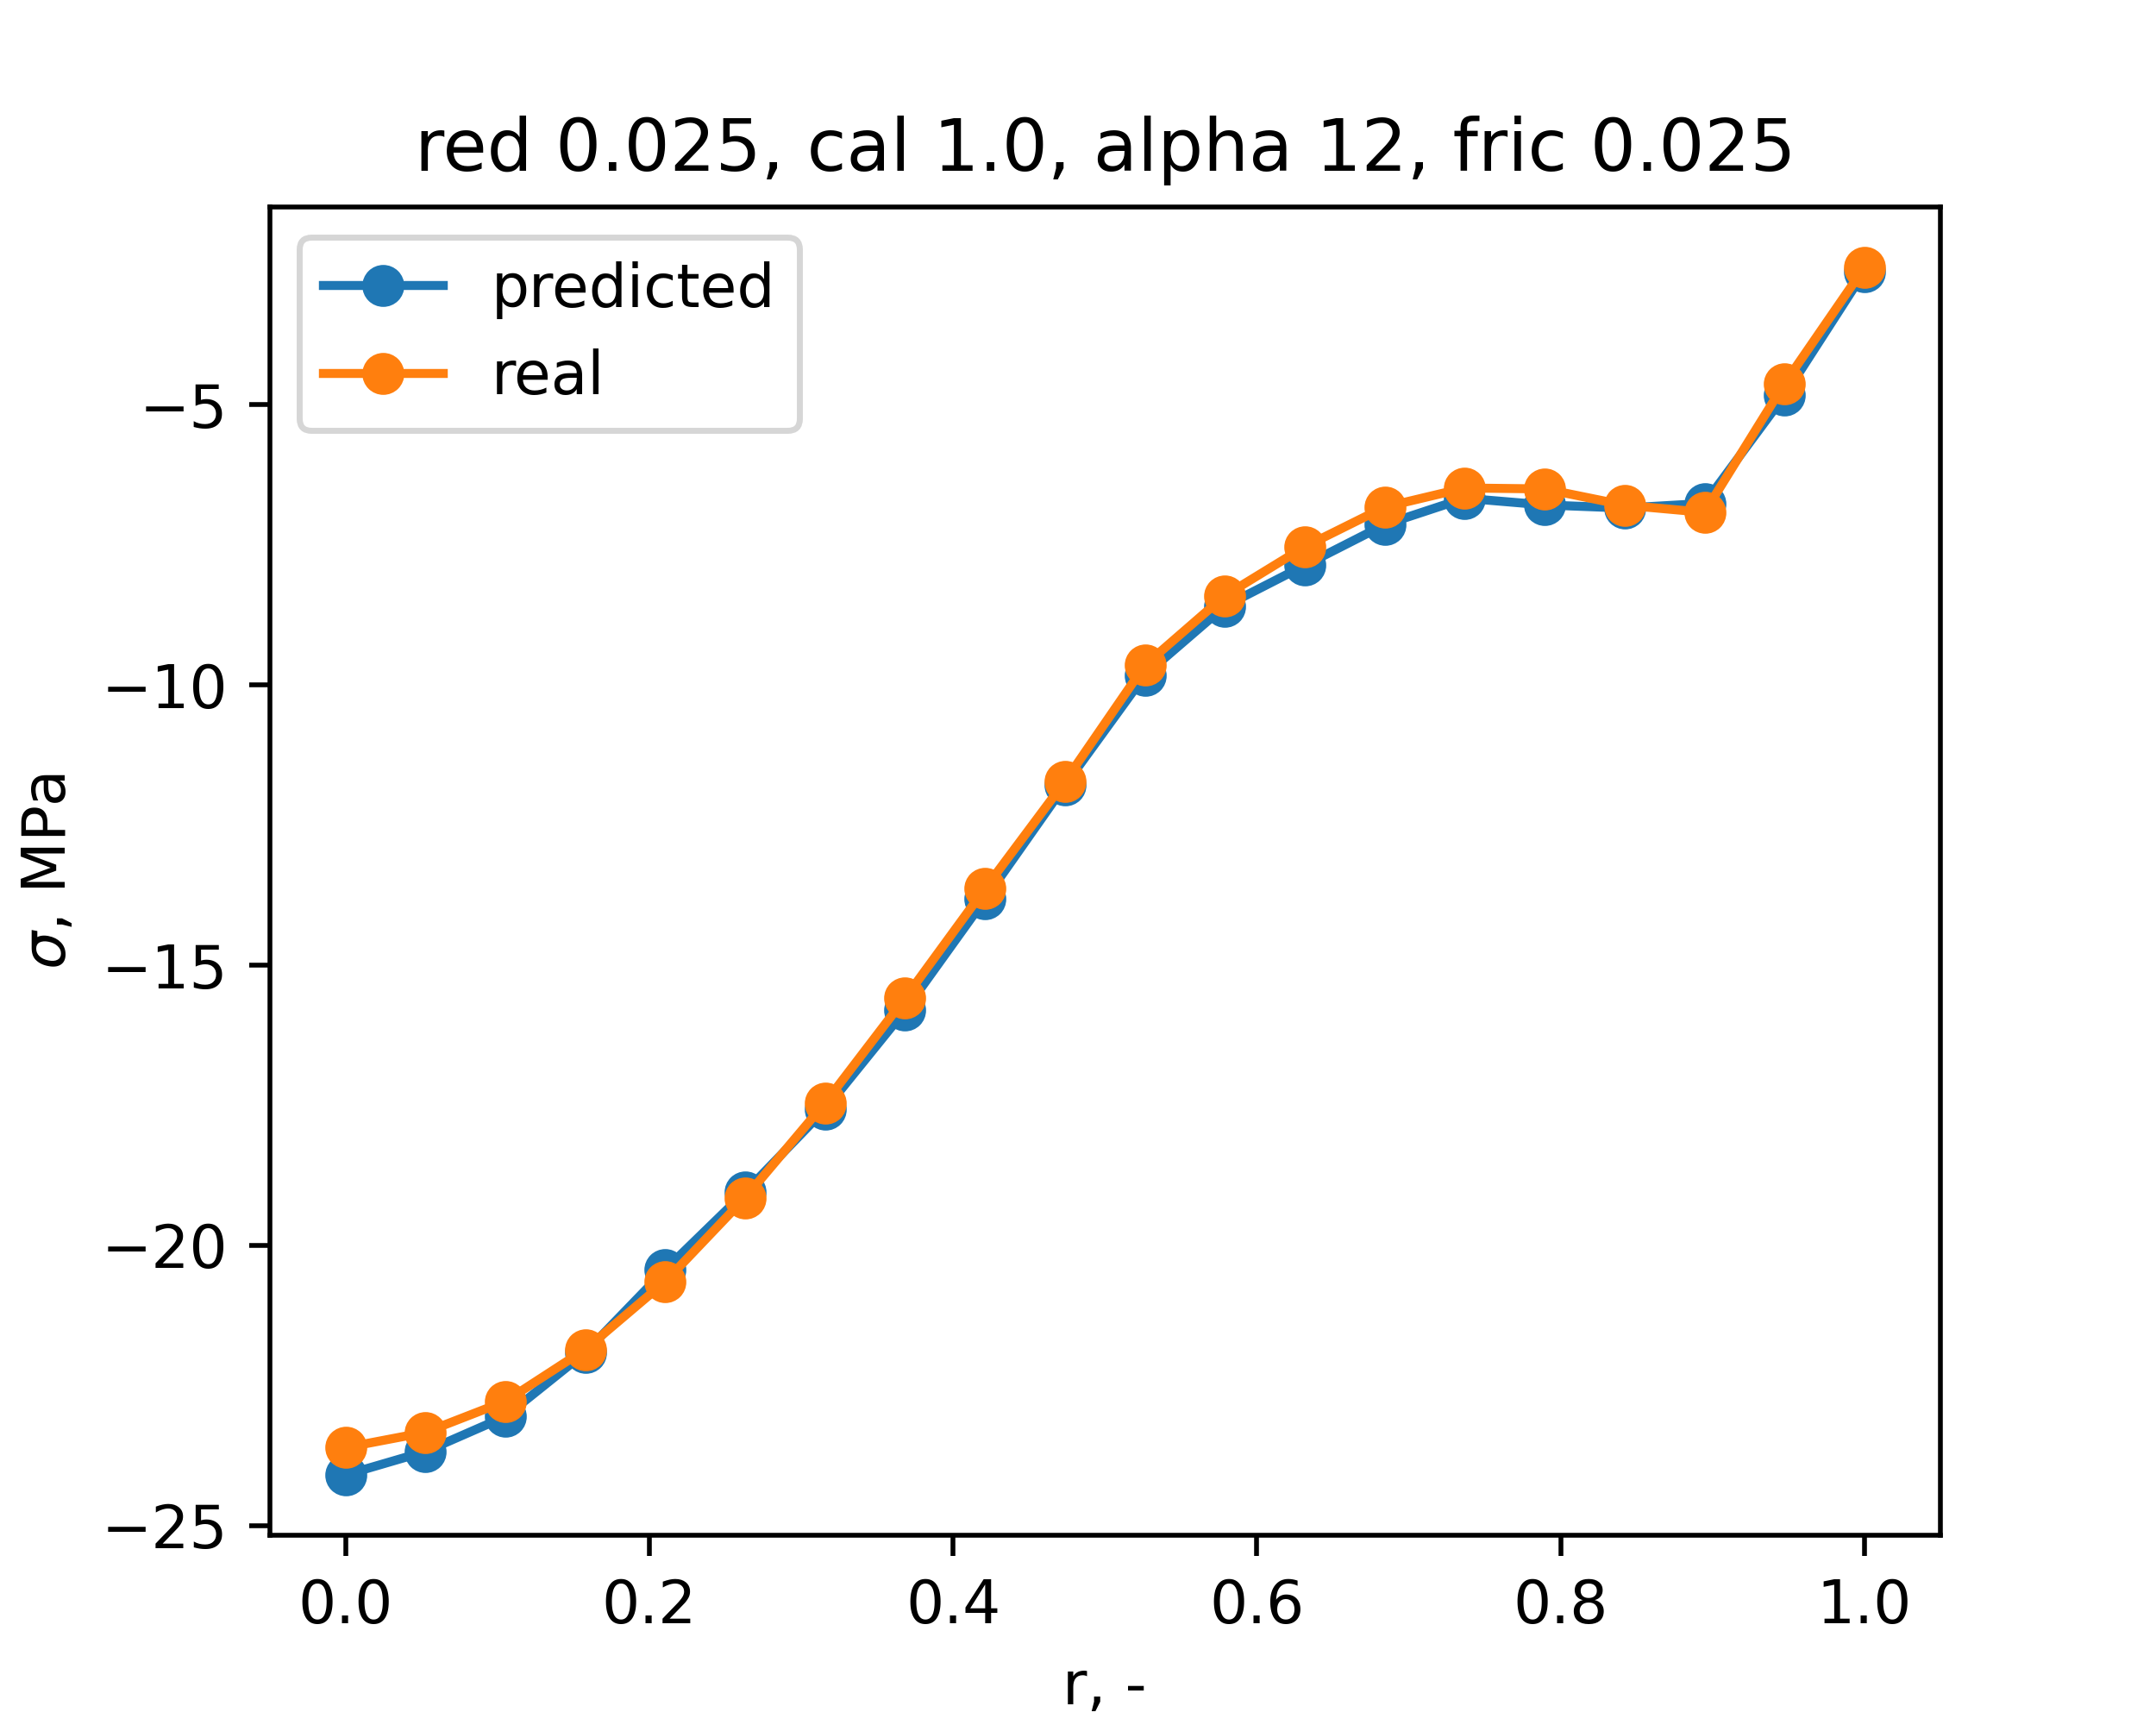 red 0.025, cal 1.0, alpha 12, fric 0.025
predicted
real
−5
−10
−15
−20
−25
σ, MPa
0.0 0.2 0.4 0.6 0.8 1.0
r, -